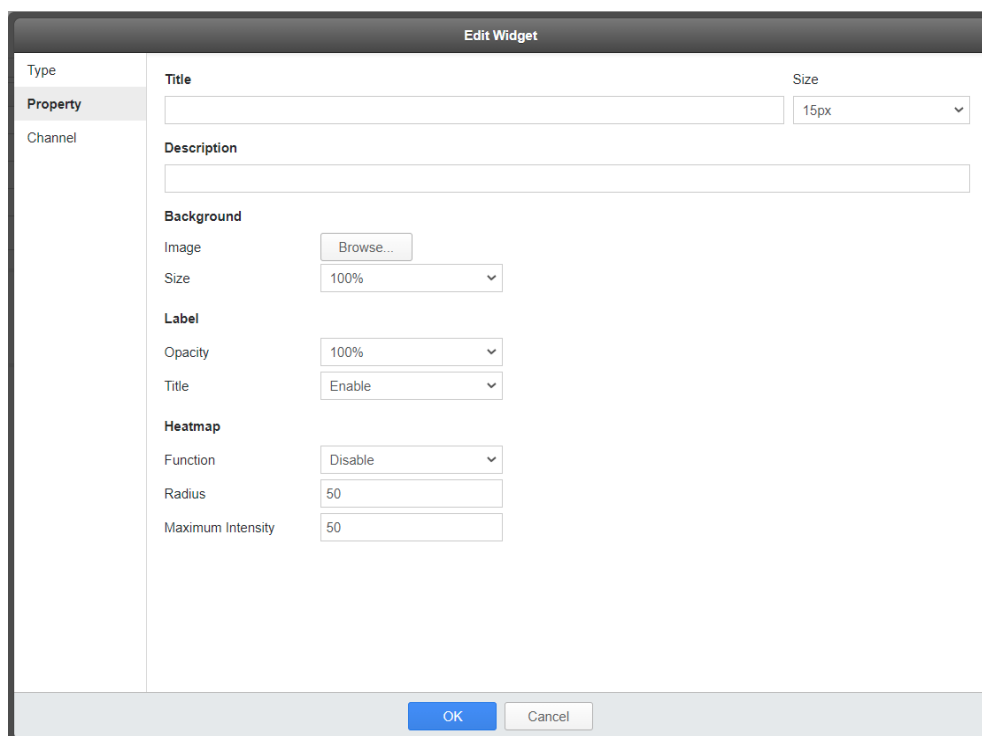 Edit Widget
Type
Property
Channel
Title Size
15px
Description
Background
Image Browse...
Size 100%
Label
Opacity 100%
Title Enable
Heatmap
Function Disable
Radius 50
Maximum Intensity 50
OK Cancel